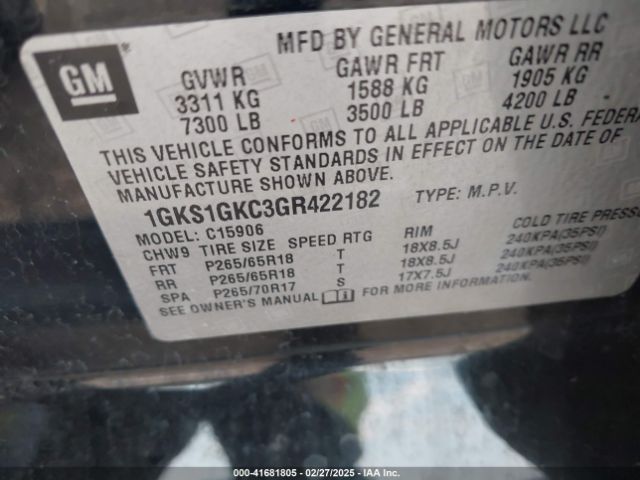 GM
MFD BY GENERAL MOTORS LLC
GVWR GAWR FRT GAWR RR
3311 KG 1588 KG 1905 KG
7300 LB 3500 LB 4200 LB
THIS VEHICLE CONFORMS TO ALL APPLICABLE U.S. FEDERA
VEHICLE SAFETY STANDARDS IN EFFECT ON THE DATE OF
MANUFACTURE SHOWN ABOVE.
1GKS1GKC3GR422182 TYPE: M.P.V.
MODEL: C15906
CHW9 TIRE SIZE SPEED RTG RIM COLD TIRE PRESSUR
FRT P265/65R18 T 18X8.5J 240KPA(35PSI)
RR P265/65R18 T 18X8.5J 240KPA(35PSI)
SPA P265/70R17 S 17X7.5J 240KPA(35PSI)
SEE OWNER'S MANUAL FOR MORE INFORMATION.
000-41681805 - 02/27/2025 - IAA Inc.